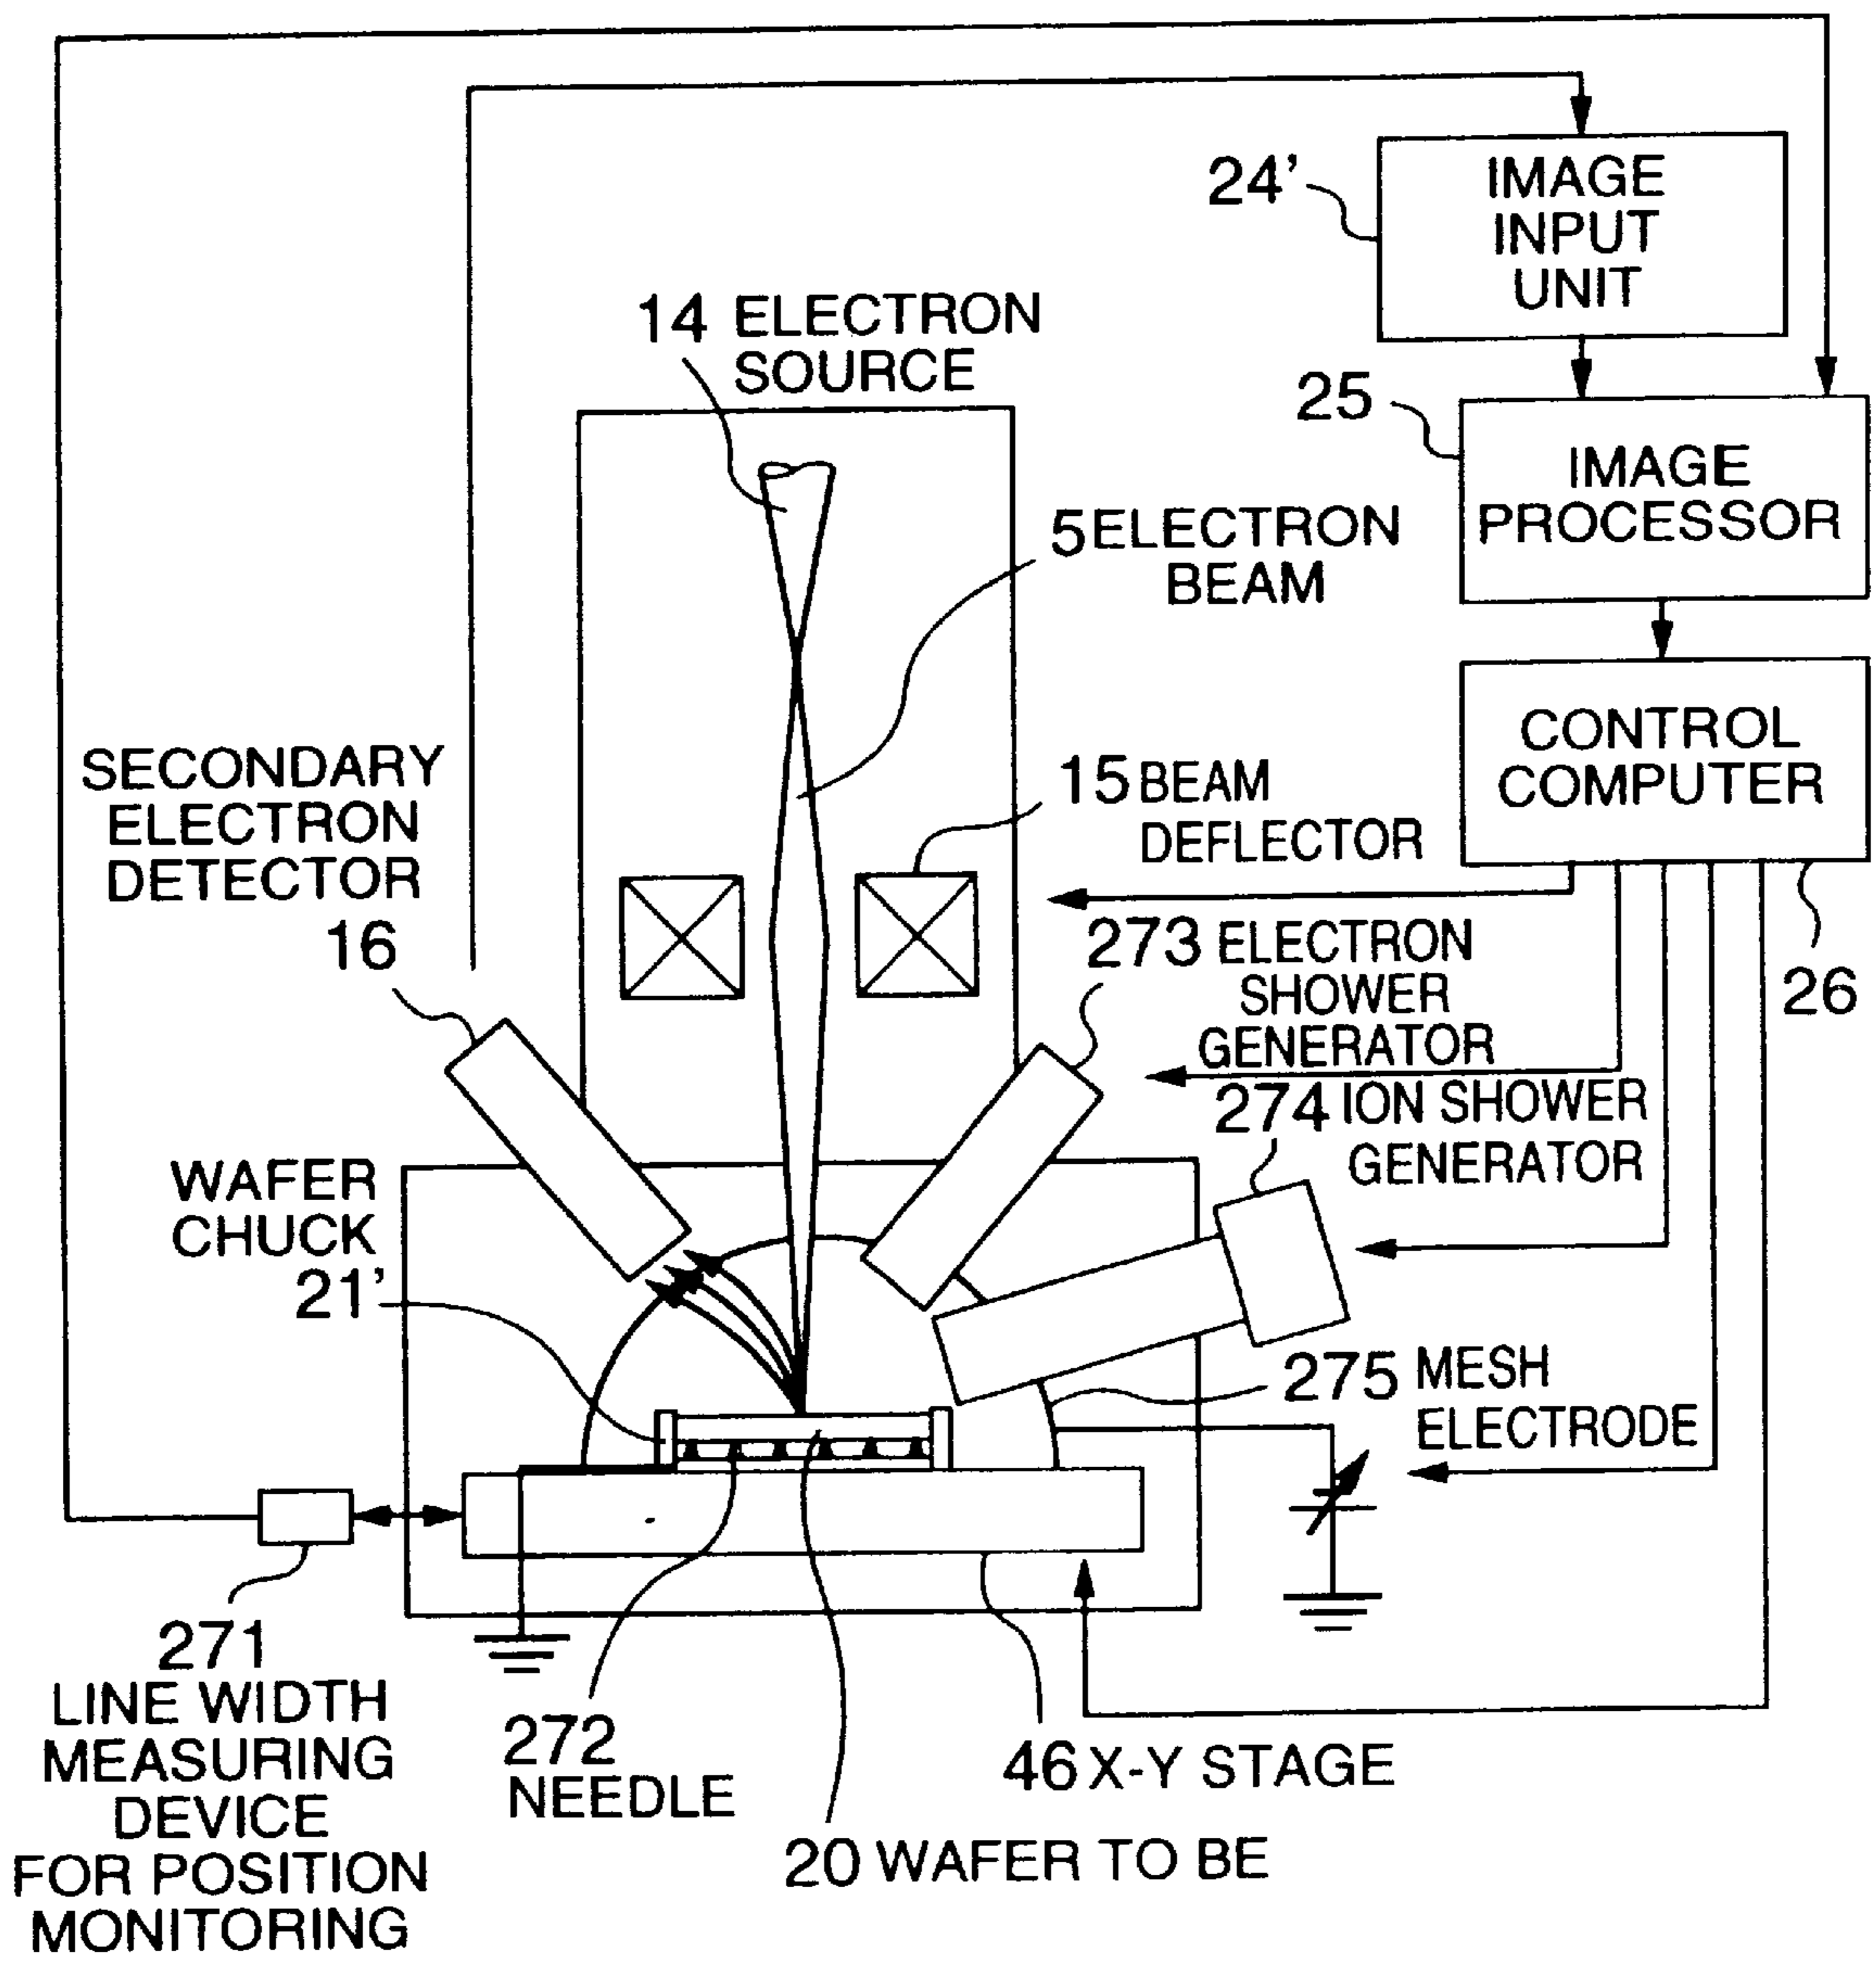 24'
IMAGE
INPUT
UNIT
14 ELECTRON
SOURCE
25
IMAGE
PROCESSOR
5 ELECTRON
BEAM
CONTROL
COMPUTER
SECONDARY
ELECTRON
DETECTOR
16
15 BEAM
DEFLECTOR
26
273 ELECTRON
SHOWER
GENERATOR
274 ION SHOWER
GENERATOR
WAFER
CHUCK
21'
275 MESH
ELECTRODE
271
LINE WIDTH
MEASURING
DEVICE
FOR POSITION
MONITORING
272
NEEDLE
46 X-Y STAGE
20 WAFER TO BE